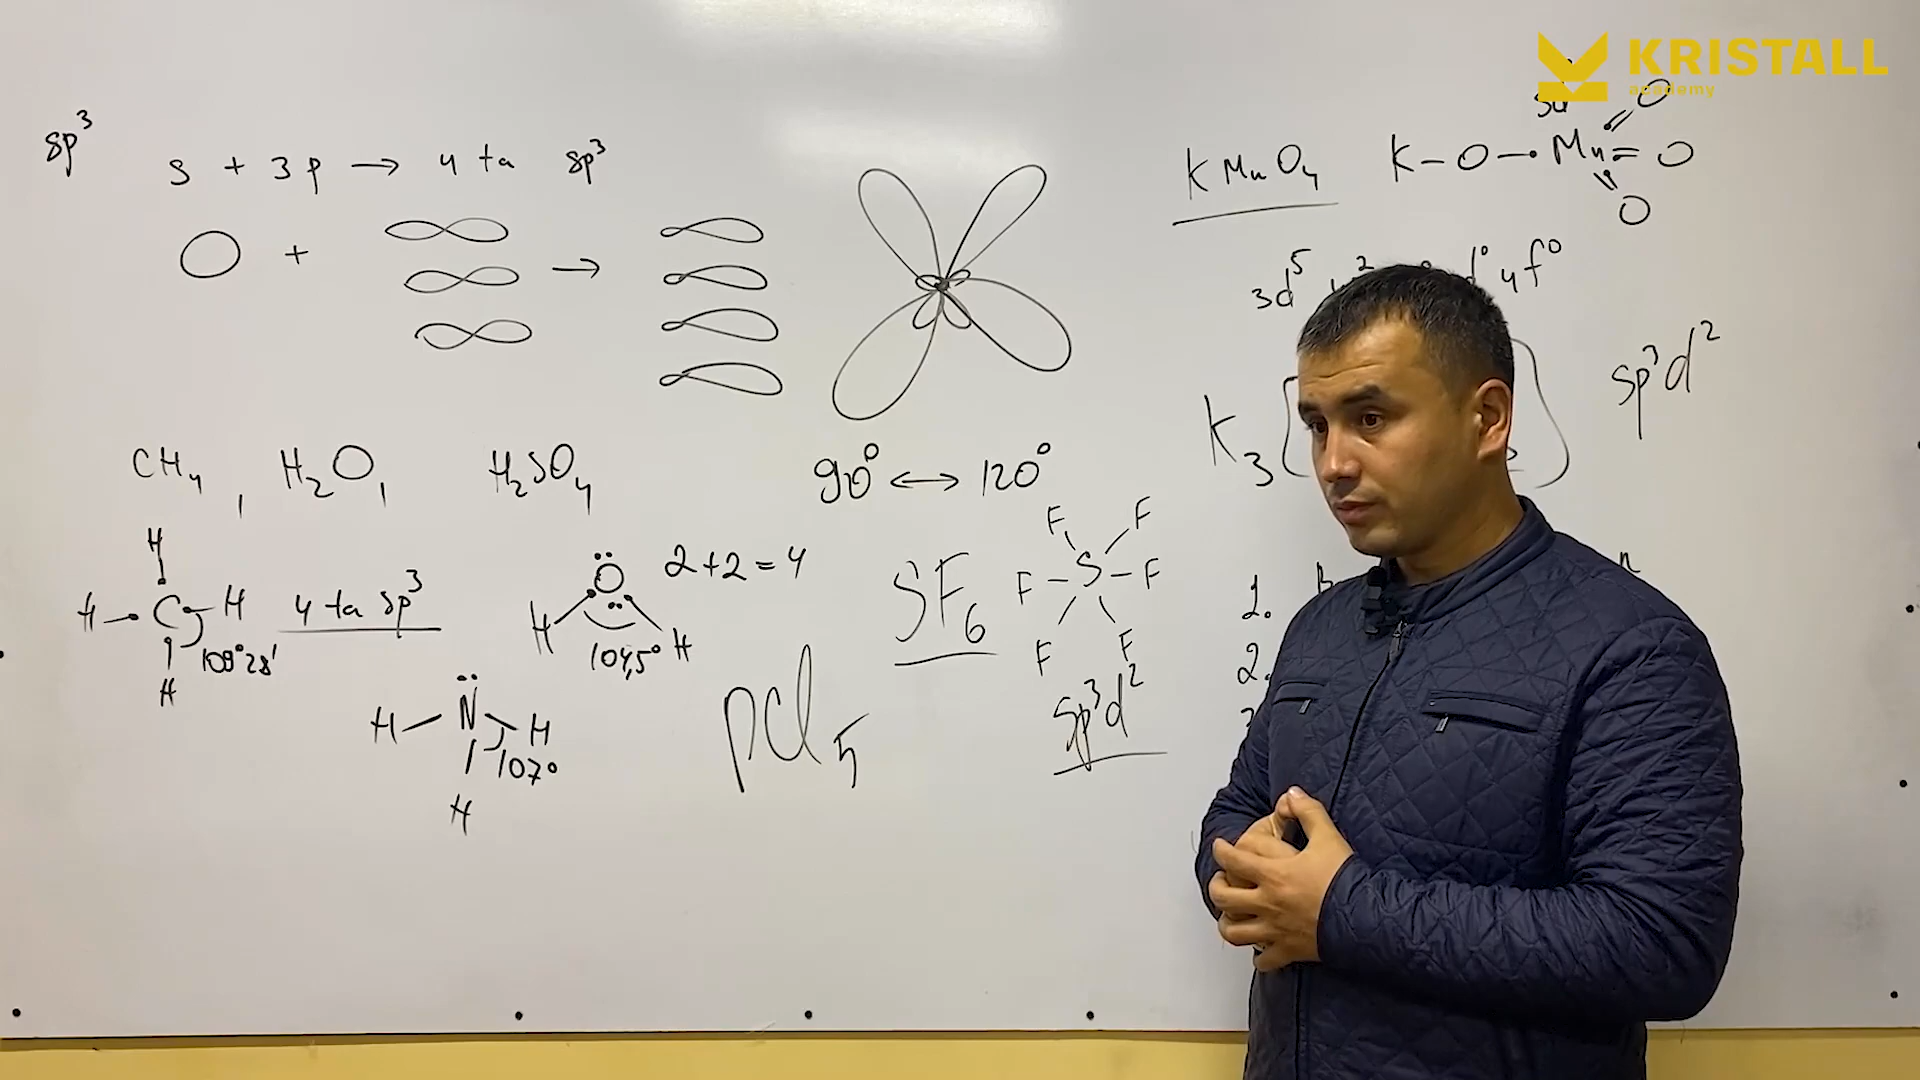 KRISTALL
academy
sp³
s + 3p → 4 ta sp³
+ →
KMnO₄
K – O – Mn = O
O
O
3d⁵ 4f⁰
K₃ [ ]
sp³d²
CH₄, H₂O, H₂SO₄
90° ↔ 120°
H
H – C – H
109°28'
H
4 ta sp³
O
H H
104,5°
2+2=4
H – N – H
107°
H
PCl₅
SF₆
F F
F – S – F
F F
sp³d²
1.
2.